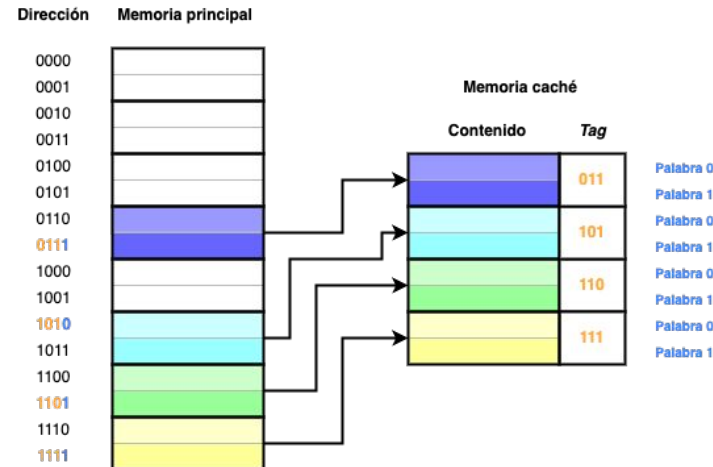 Dirección Memoria principal
0000
0001
0010
0011
0100
0101
0110
0111
1000
1001
1010
1011
1100
1101
1110
1111
Memoria caché
Contenido Tag
011
101
110
111
Palabra 0
Palabra 1
Palabra 0
Palabra 1
Palabra 0
Palabra 1
Palabra 0
Palabra 1